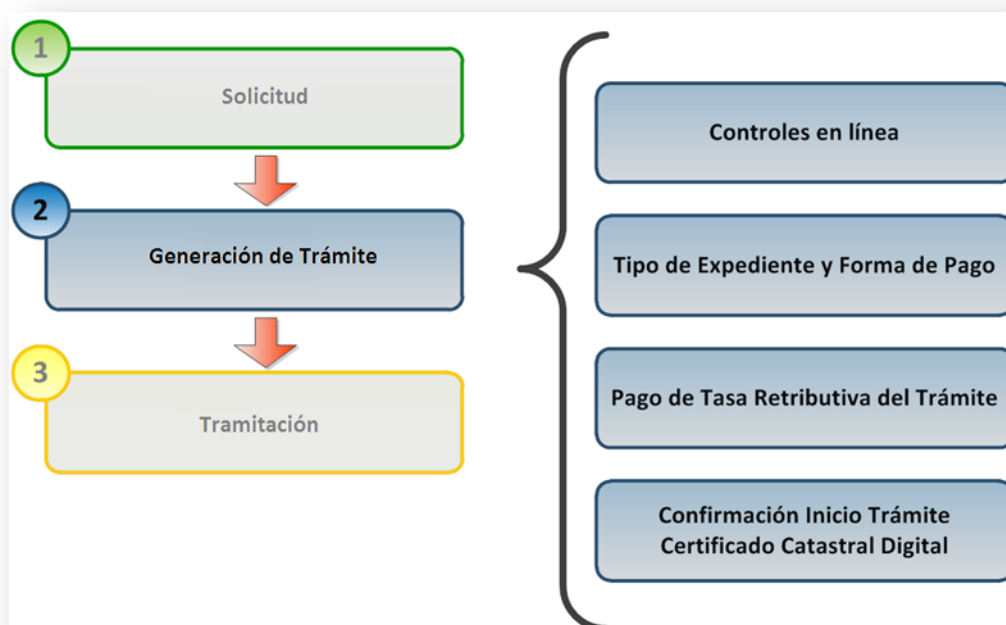 1
Solicitud
2
Generación de Trámite
3
Tramitación
Controles en línea
Tipo de Expediente y Forma de Pago
Pago de Tasa Retributiva del Trámite
Confirmación Inicio Trámite
Certificado Catastral Digital